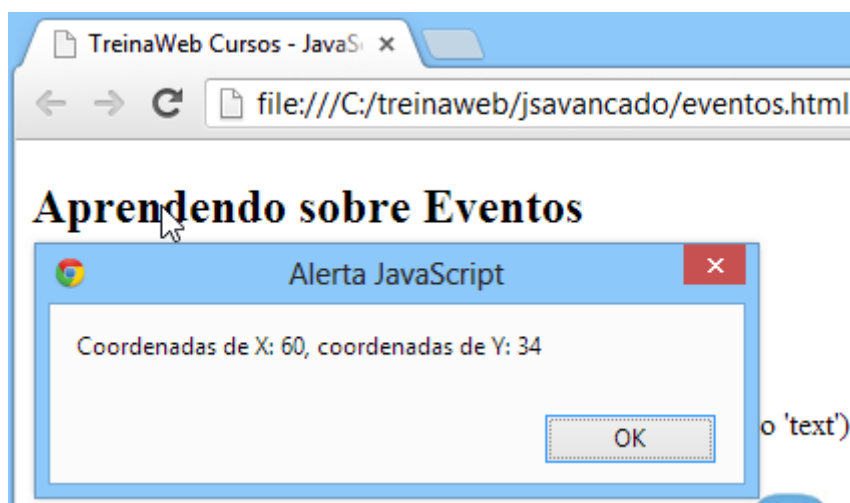 TreinaWeb Cursos - JavaS
file:///C:/treinaweb/jsavancado/eventos.html
Aprendendo sobre Eventos
Alerta JavaScript
Coordenadas de X: 60, coordenadas de Y: 34
OK
o 'text')